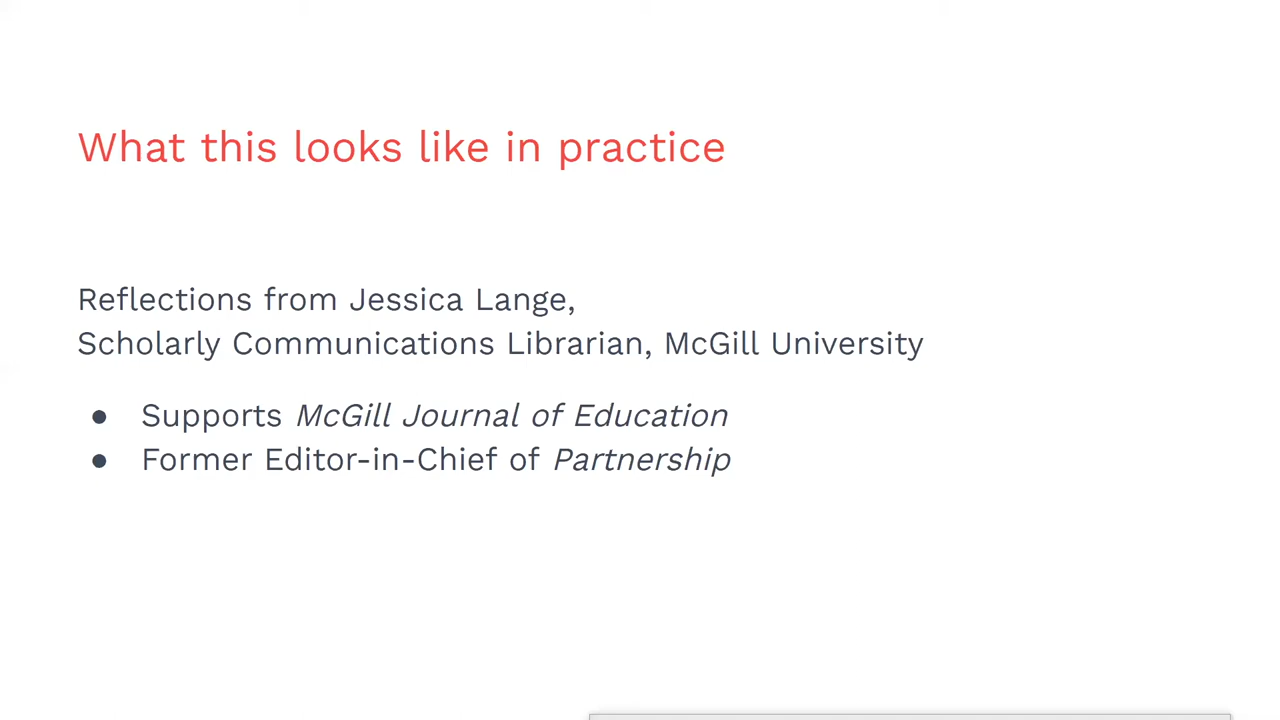 What this looks like in practice
Reflections from Jessica Lange,
Scholarly Communications Librarian, McGill University
● Supports McGill Journal of Education
● Former Editor-in-Chief of Partnership